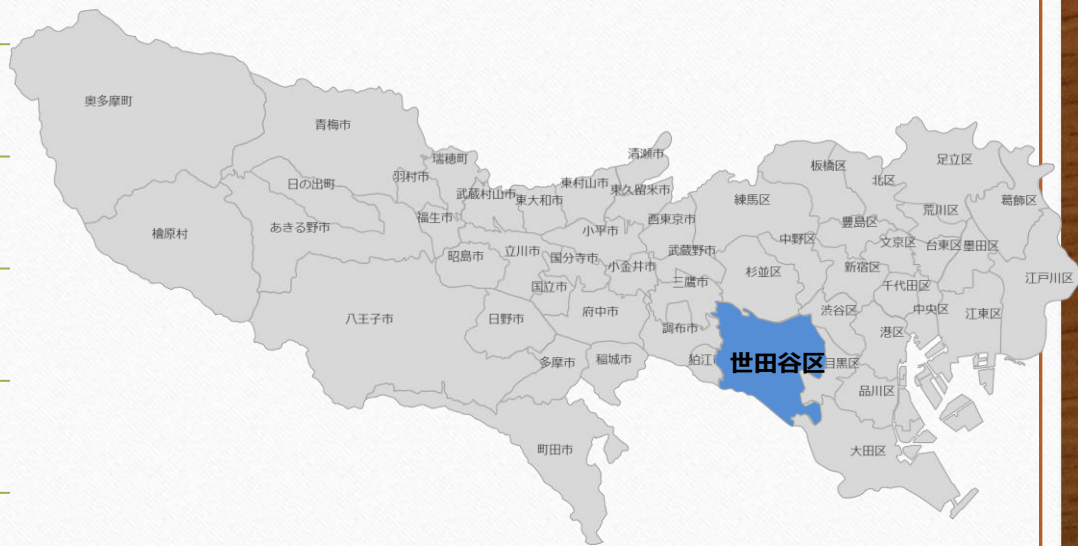 奥多摩町
青梅市
瑞穂町
羽村市
日の出町
福生市
武蔵村山市
東大和市
東村山市
清瀬市
東久留米市
檜原村
あきる野市
昭島市
立川市
国分寺市
小平市
小金井市
西東京市
武蔵野市
三鷹市
国立市
八王子市
日野市
府中市
調布市
多摩市
稲城市
狛江
町田市
練馬区
板橋区
北区
足立区
葛飾区
荒川区
豊島区
文京区
台東区
墨田区
中野区
杉並区
新宿区
千代田区
江戸川区
渋谷区
中央区
江東区
港区
世田谷区
目黒区
品川区
大田区